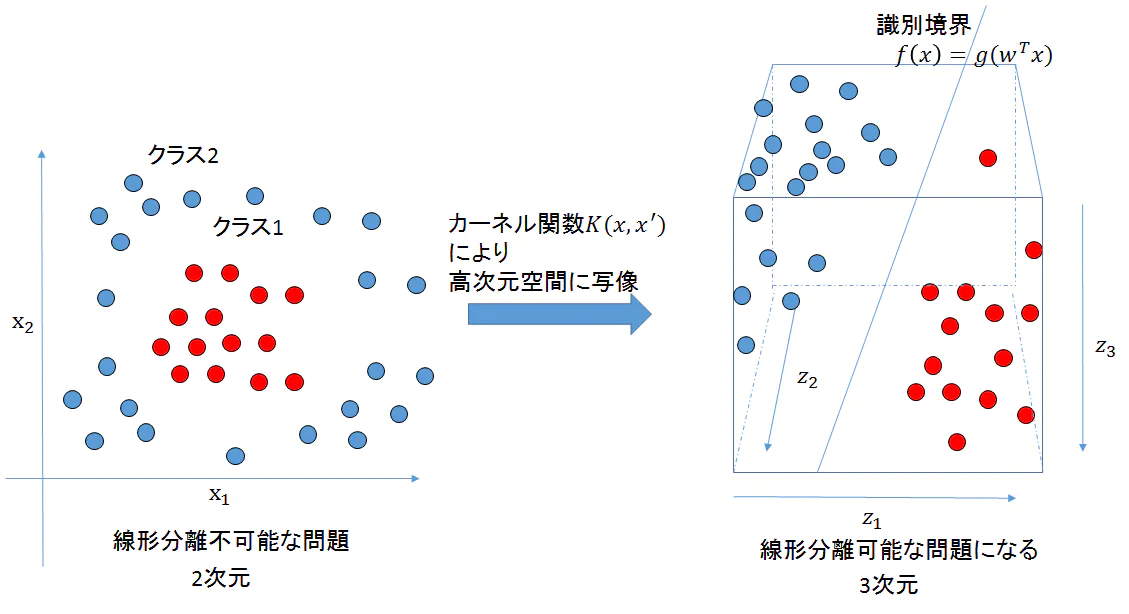 クラス2
クラス1
x₂
x₁
線形分離不可能な問題
2次元
カーネル関数K(x, x′)
により
高次元空間に写像
識別境界
f(x) = g(wᵀx)
z₂
z₃
z₁
線形分離可能な問題になる
3次元